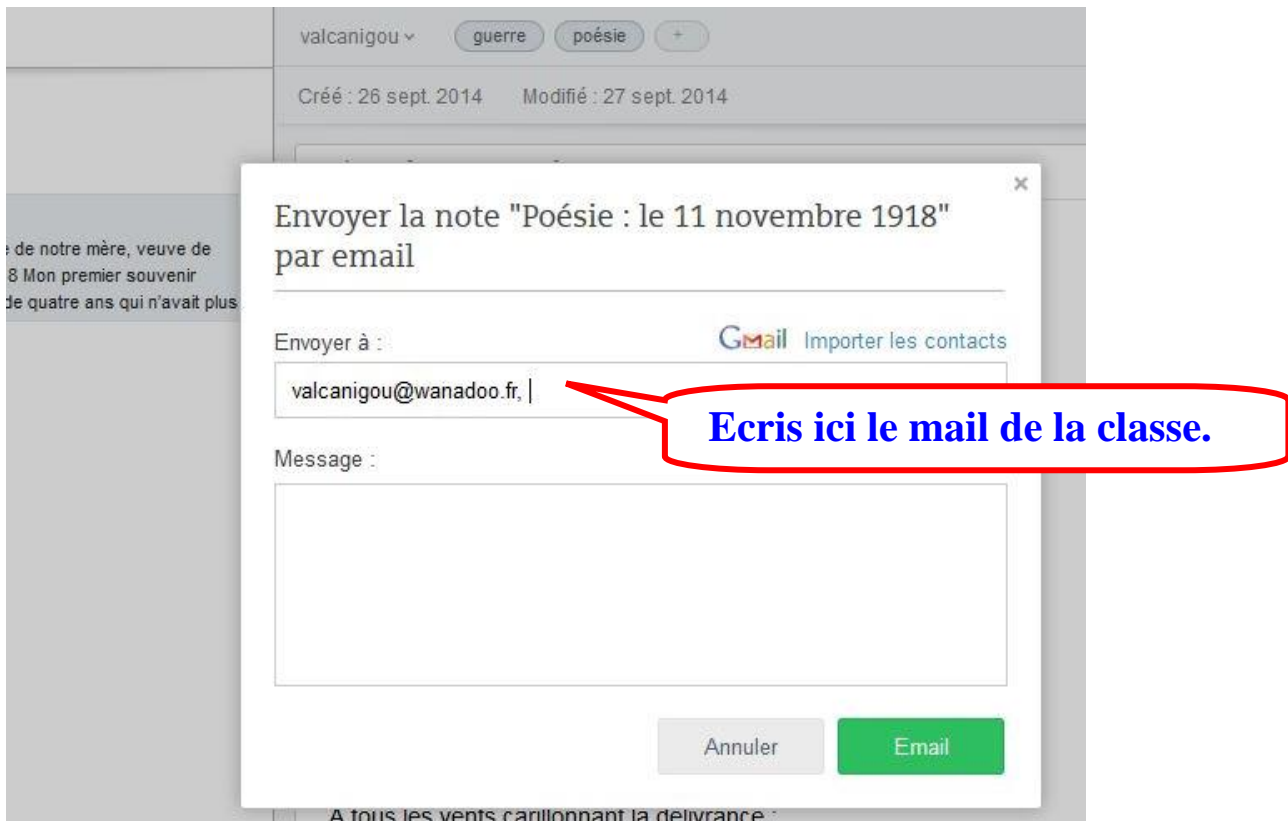 valcanigou guerre poésie +
Créé : 26 sept. 2014 Modifié : 27 sept. 2014
×
Envoyer la note "Poésie : le 11 novembre 1918"
par email
de notre mère, veuve de
8 Mon premier souvenir
de quatre ans qui n'avait plus
Envoyer à :
Gmail Importer les contacts
valcanigou@wanadoo.fr,
Ecris ici le mail de la classe.
Message :
Annuler
Email
A tous les vents carillonnant la délivrance :